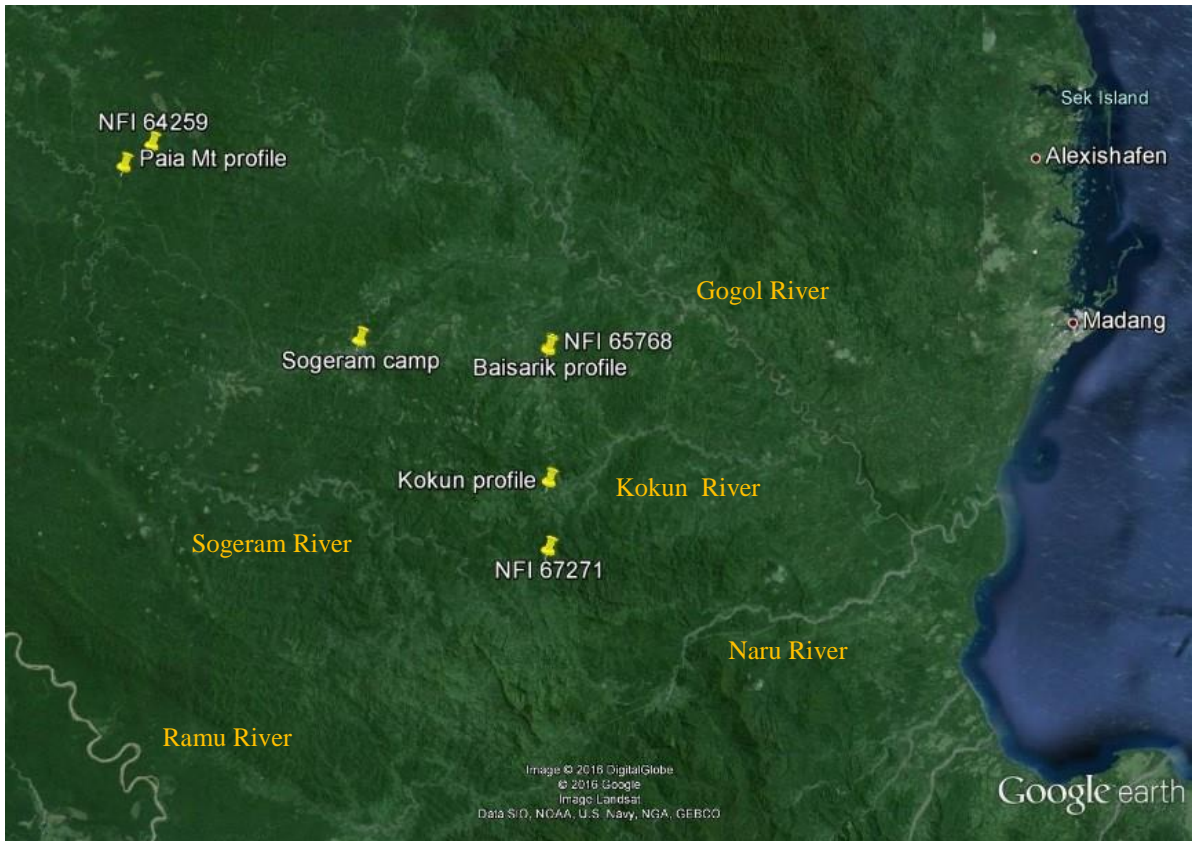 Sek Island
NFI 64259
Paia Mt profile
Alexishafen
Gogol River
Madang
Sogeram camp
NFI 65768
Baisarik profile
Kokun profile
Kokun River
Sogeram River
NFI 67271
Naru River
Ramu River
Image © 2016 DigitalGlobe
© 2016 Google
Image Landsat
Data SIO, NOAA, U.S. Navy, NGA, GEBCO
Google earth